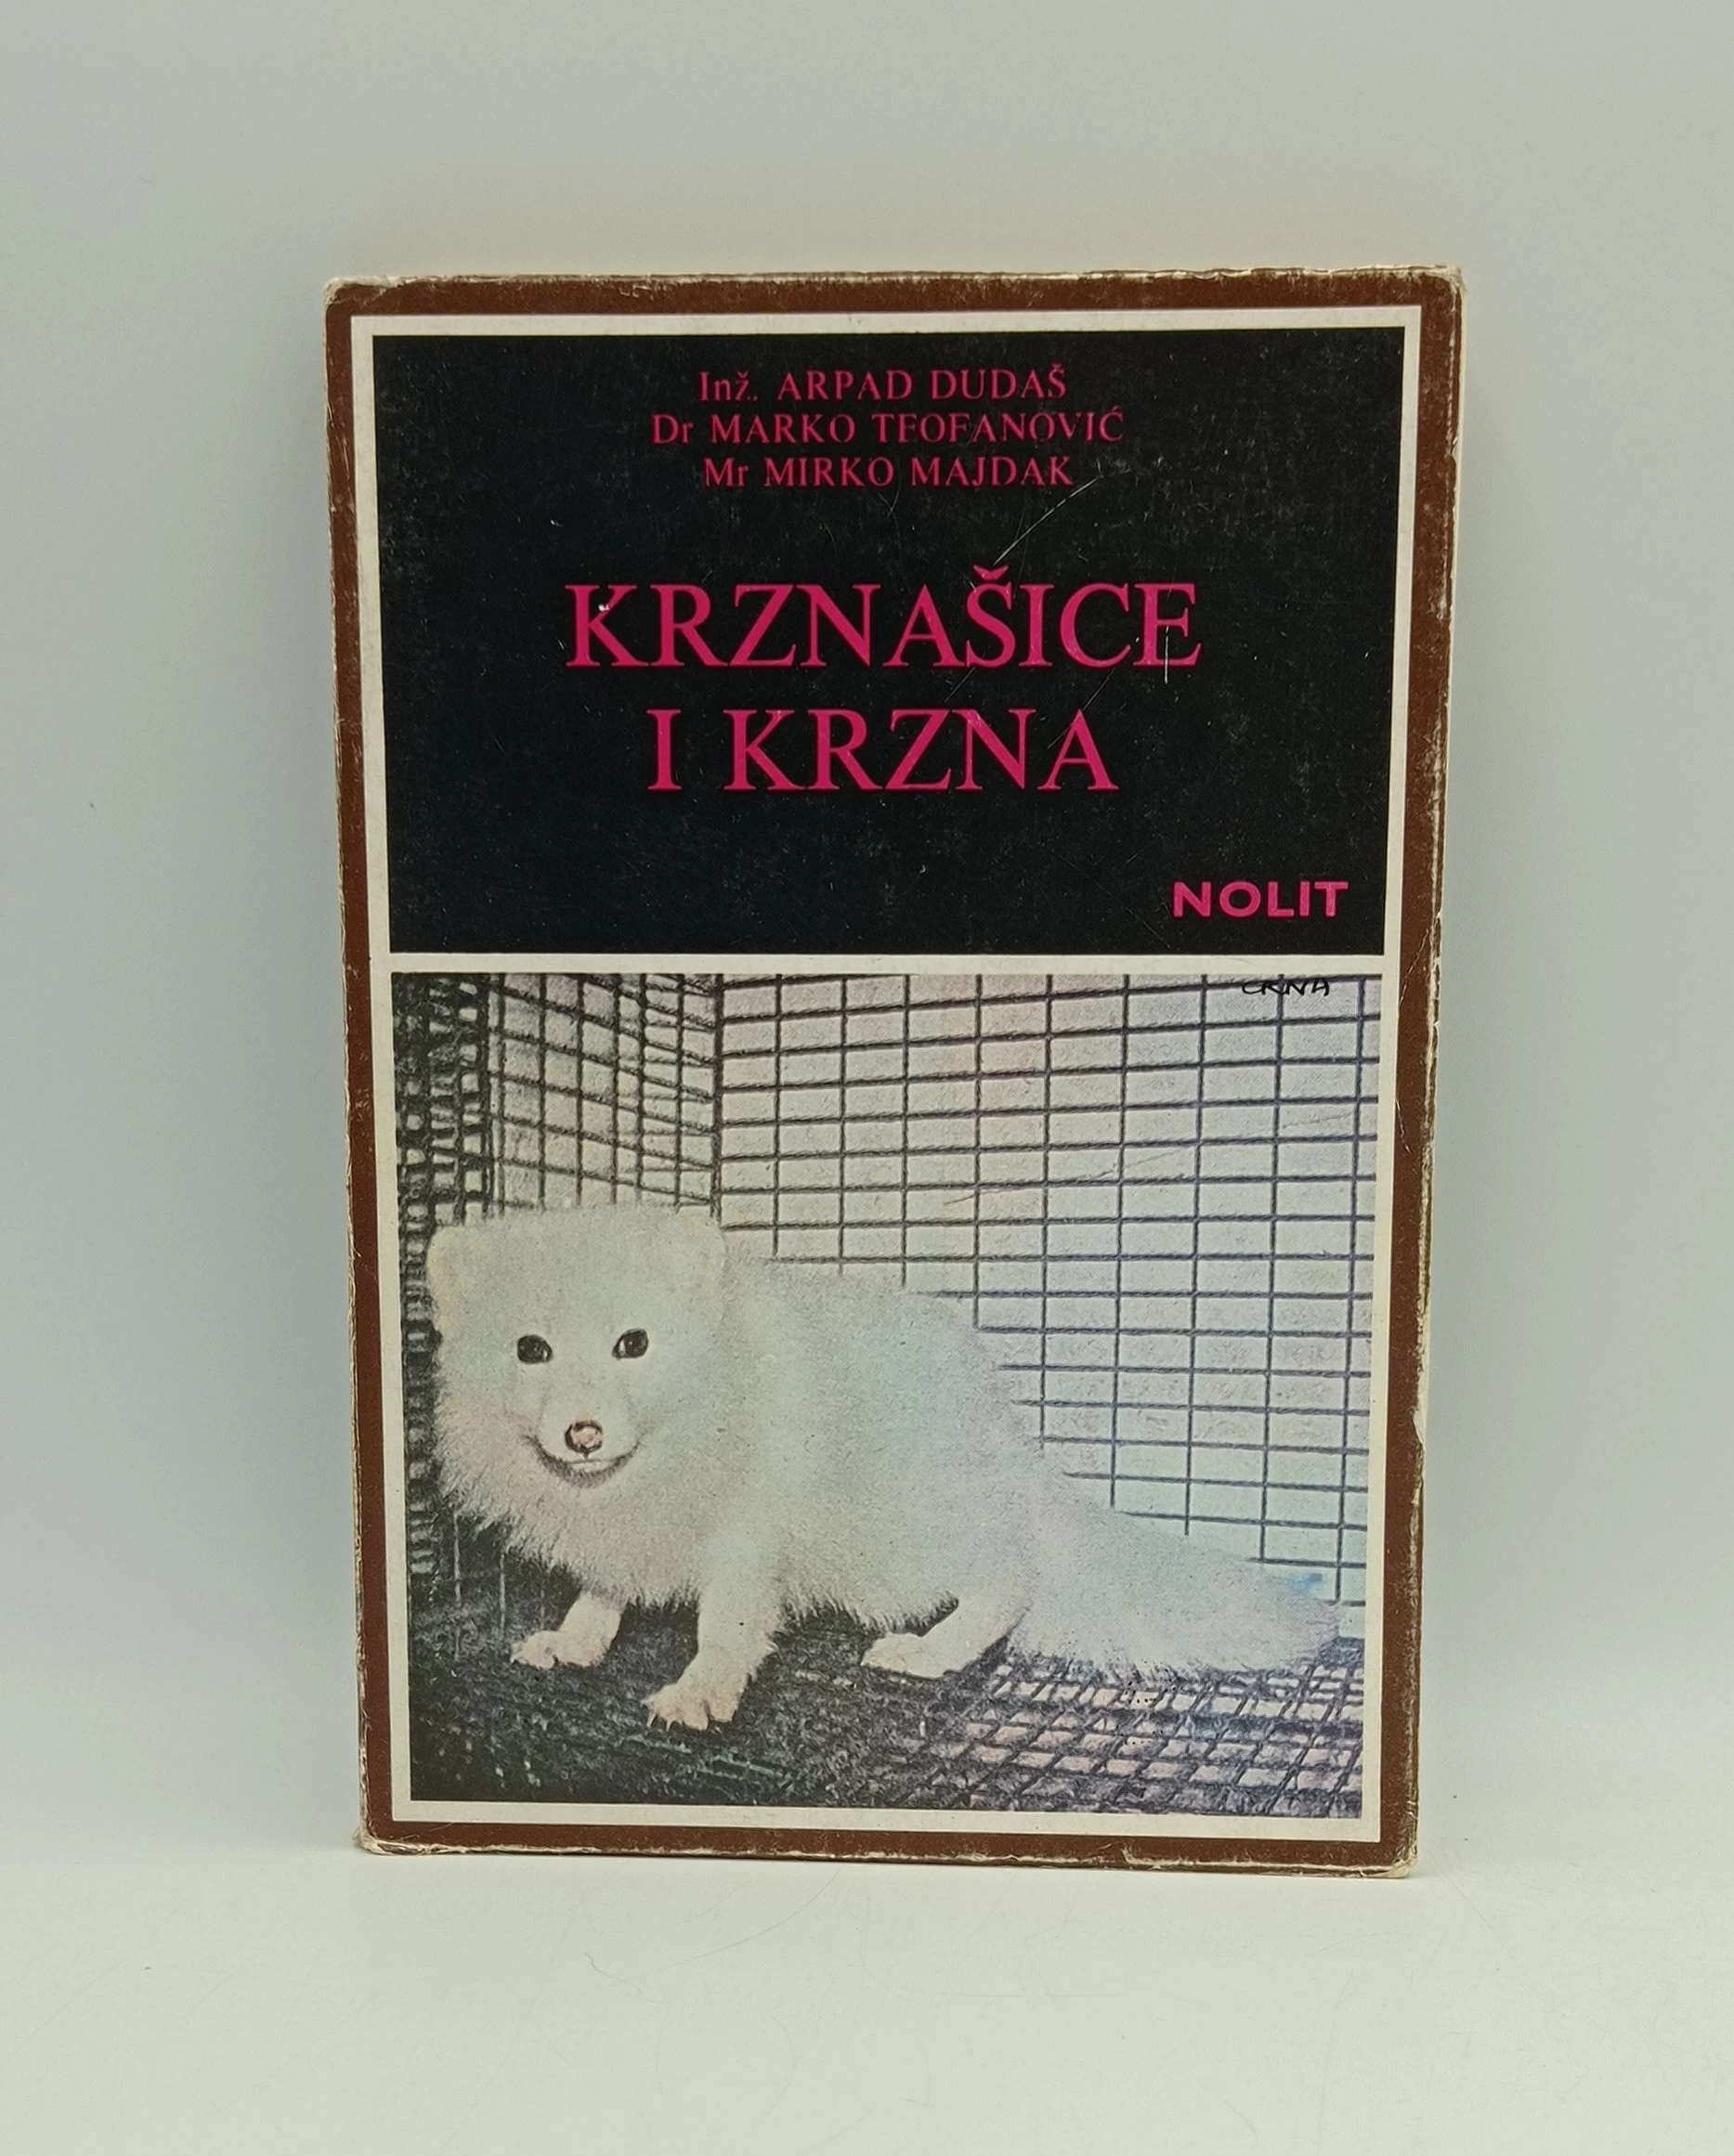 Inž. ARPAD DUDAŠ
Dr MARKO TEOFANOVIĆ
Mr MIRKO MAJDAK
KRZNAŠICE
I KRZNA
NOLIT
CRNA